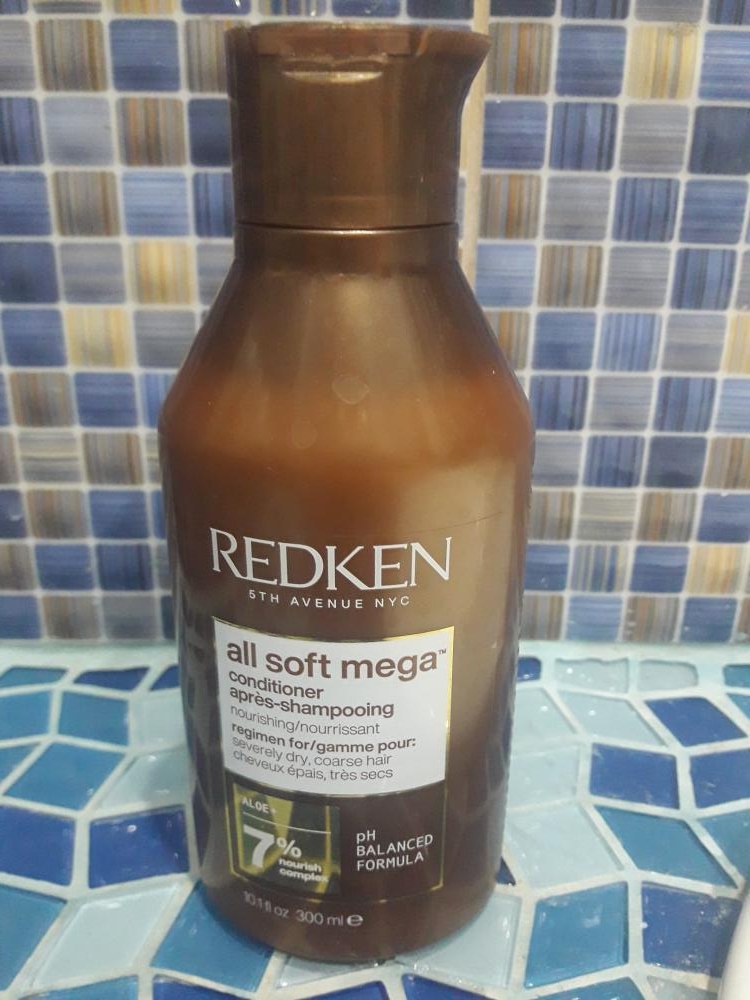 REDKEN
5TH AVENUE NYC
all soft mega™
conditioner
après-shampooing
nourishing/nourrissant
regimen for/gamme pour:
severely dry, coarse hair
cheveux épais, très secs
ALOE +
7%
nourish
complex
pH
BALANCED
FORMULA
10.1 fl oz 300 ml ℮